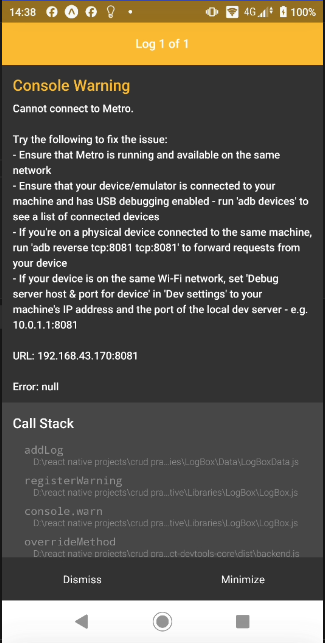 14:38
4G
100%
Log 1 of 1
Console Warning
Cannot connect to Metro.
Try the following to fix the issue:
- Ensure that Metro is running and available on the same
network
- Ensure that your device/emulator is connected to your
machine and has USB debugging enabled - run 'adb devices' to
see a list of connected devices
- If you're on a physical device connected to the same machine,
run 'adb reverse tcp:8081 tcp:8081' to forward requests from
your device
- If your device is on the same Wi-Fi network, set 'Debug
server host & port for device' in 'Dev settings' to your
machine's IP address and the port of the local dev server - e.g.
10.0.1.1:8081
URL: 192.168.43.170:8081
Error: null
Call Stack
addLog
D:\react native projects\crud pra...ies\LogBox\Data\LogBoxData.js
registerWarning
D:\react native projects\crud pra...tive\Libraries\LogBox\LogBox.js
console.warn
D:\react native projects\crud pra...tive\Libraries\LogBox\LogBox.js
overrideMethod
D:\react native projects\crud pra...ct-devtools-core\dist\backend.js
Dismiss
Minimize